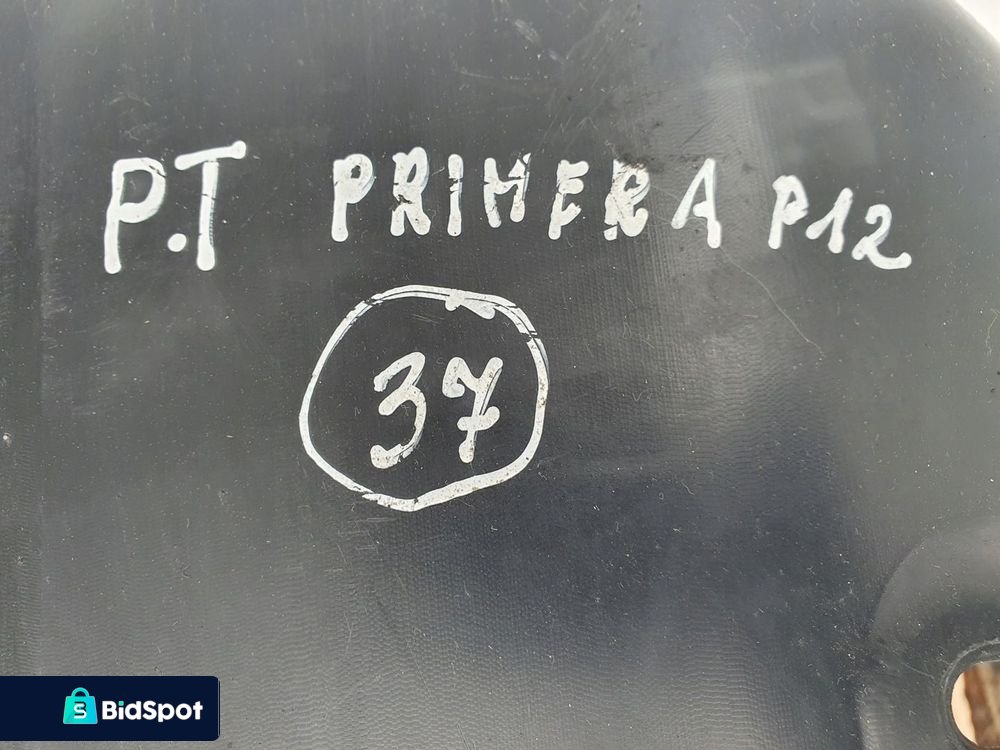 P.T PRIMERA P12
37
BidSpot